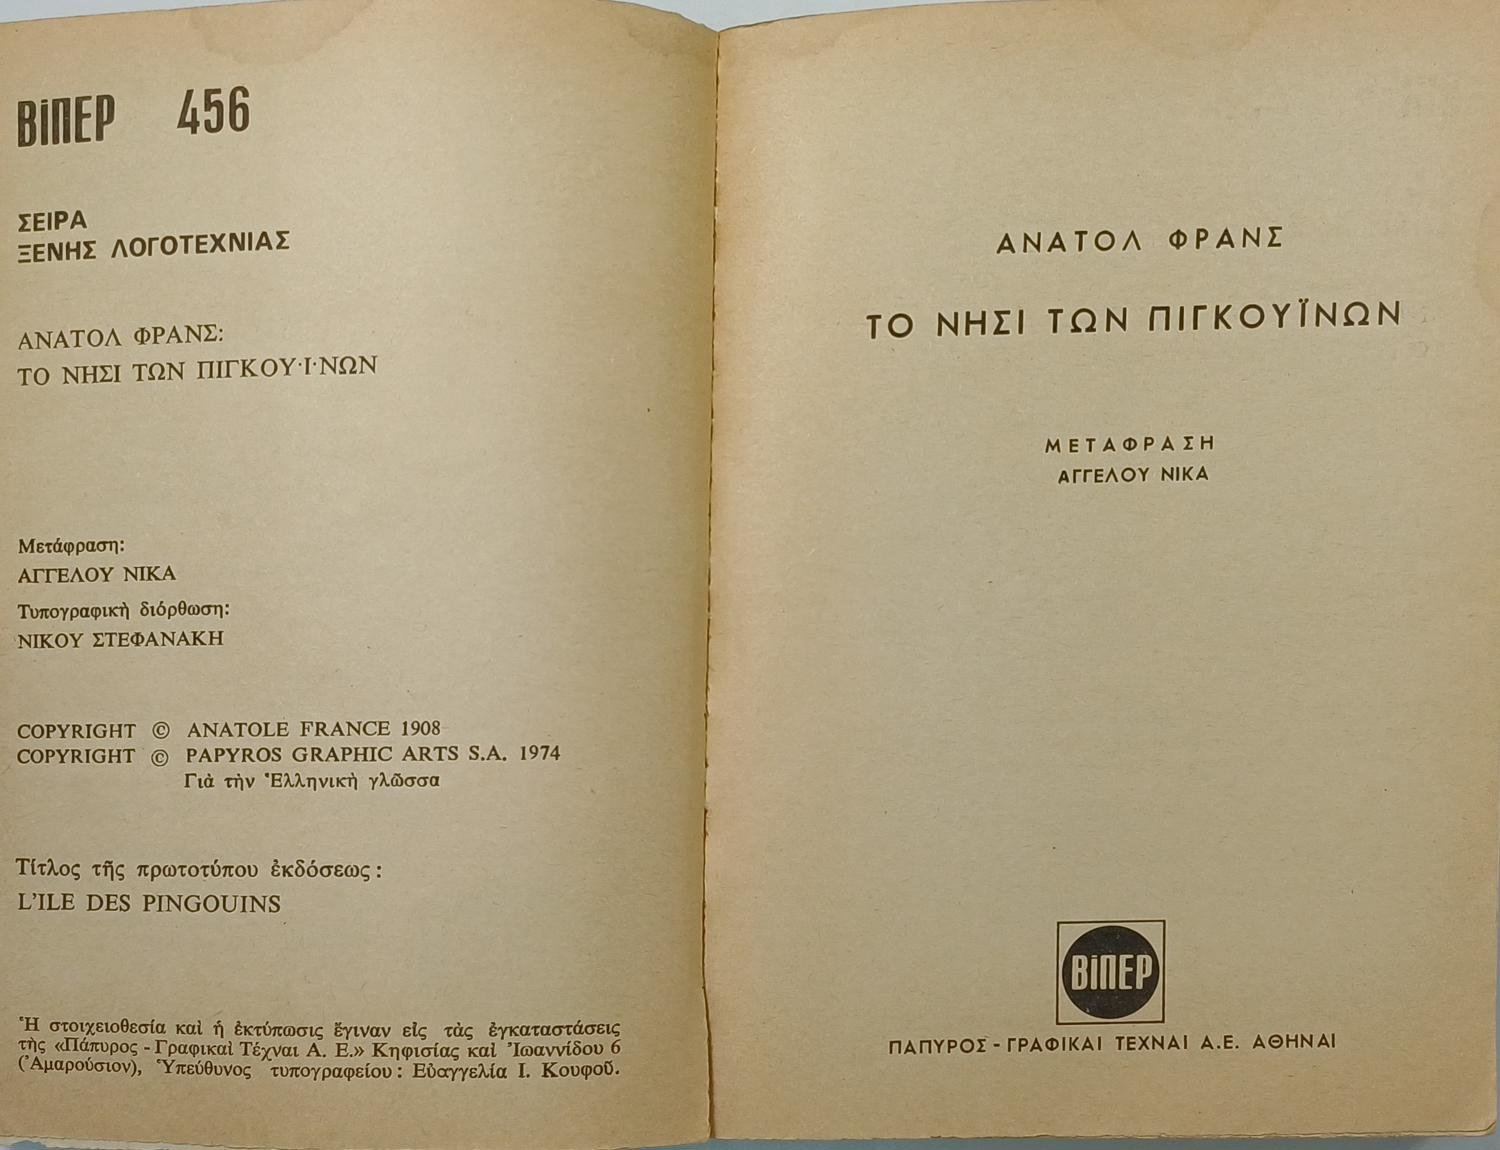 ΒΙΠΕΡ 456
ΣΕΙΡΑ
ΞΕΝΗΣ ΛΟΓΟΤΕΧΝΙΑΣ
ΑΝΑΤΟΛ ΦΡΑΝΣ:
ΤΟ ΝΗΣΙ ΤΩΝ ΠΙΓΚΟΥ·Ι·ΝΩΝ
Μετάφραση:
ΑΓΓΕΛΟΥ ΝΙΚΑ
Τυπογραφικὴ διόρθωση:
ΝΙΚΟΥ ΣΤΕΦΑΝΑΚΗ
COPYRIGHT © ANATOLE FRANCE 1908
COPYRIGHT © PAPYROS GRAPHIC ARTS S.A. 1974
Γιὰ τὴν Ἑλληνικὴ γλῶσσα
Τίτλος τῆς πρωτοτύπου ἐκδόσεως:
L'ILE DES PINGOUINS
Ἡ στοιχειοθεσία καὶ ἡ ἐκτύπωσις ἔγιναν εἰς τὰς ἐγκαταστάσεις
τῆς «Πάπυρος - Γραφικαὶ Τέχναι Α. Ε.» Κηφισίας καὶ Ἰωαννίδου 6
(Ἀμαρούσιον), Ὑπεύθυνος τυπογραφείου: Εὐαγγελία Ι. Κουφοῦ.
ΑΝΑΤΟΛ ΦΡΑΝΣ
ΤΟ ΝΗΣΙ ΤΩΝ ΠΙΓΚΟΥΪΝΩΝ
ΜΕΤΑΦΡΑΣΗ
ΑΓΓΕΛΟΥ ΝΙΚΑ
ΒΙΠΕΡ
ΠΑΠΥΡΟΣ - ΓΡΑΦΙΚΑΙ ΤΕΧΝΑΙ Α.Ε. ΑΘΗΝΑΙ